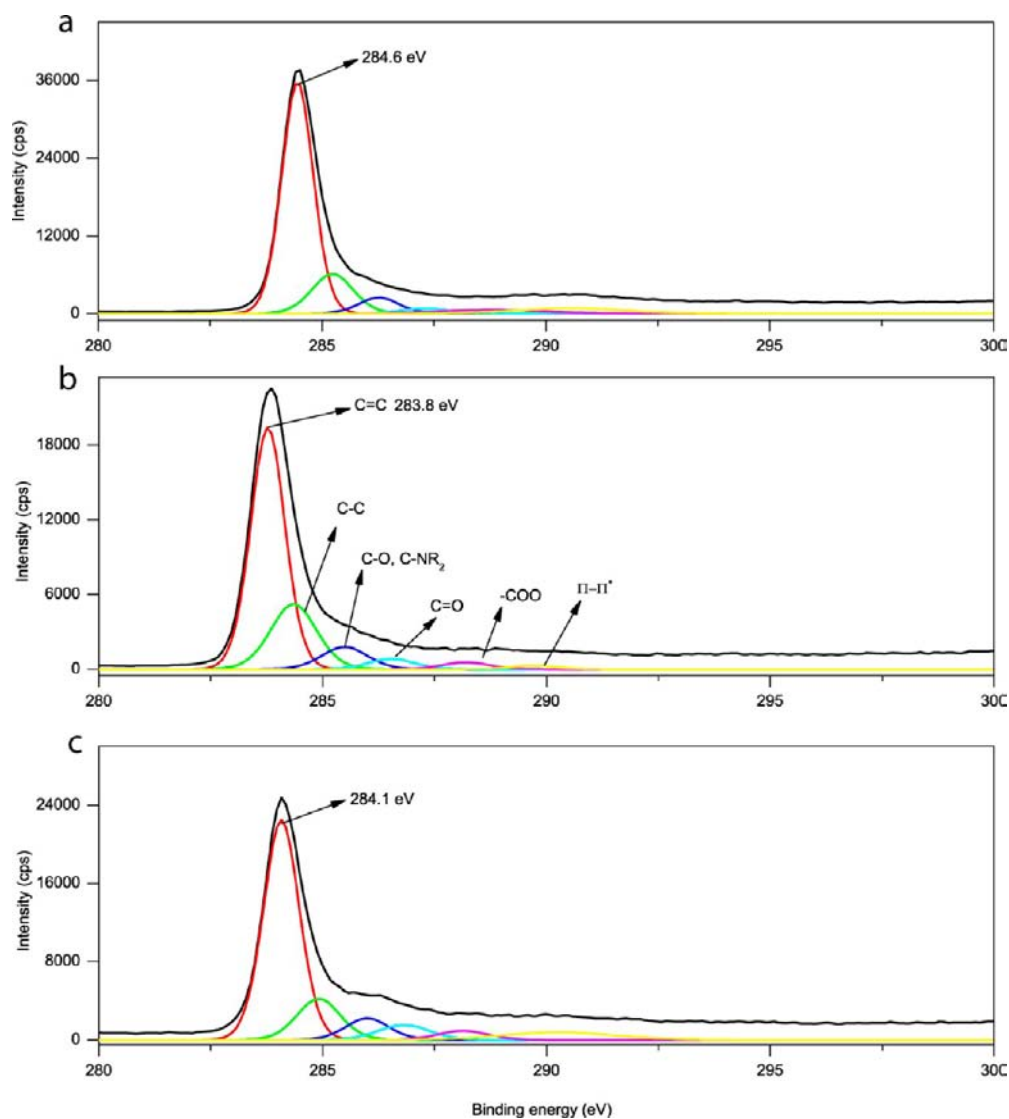 a
284.6 eV
36000
24000
12000
0
Intensity (cps)
280 285 290 295 300
b
C=C 283.8 eV
C-C
C-O, C-NR2
C=O
-COO
Π-Π*
18000
12000
6000
0
Intensity (cps)
280 285 290 295 300
c
284.1 eV
24000
16000
8000
0
Intensity (cps)
280 285 290 295 300
Binding energy (eV)